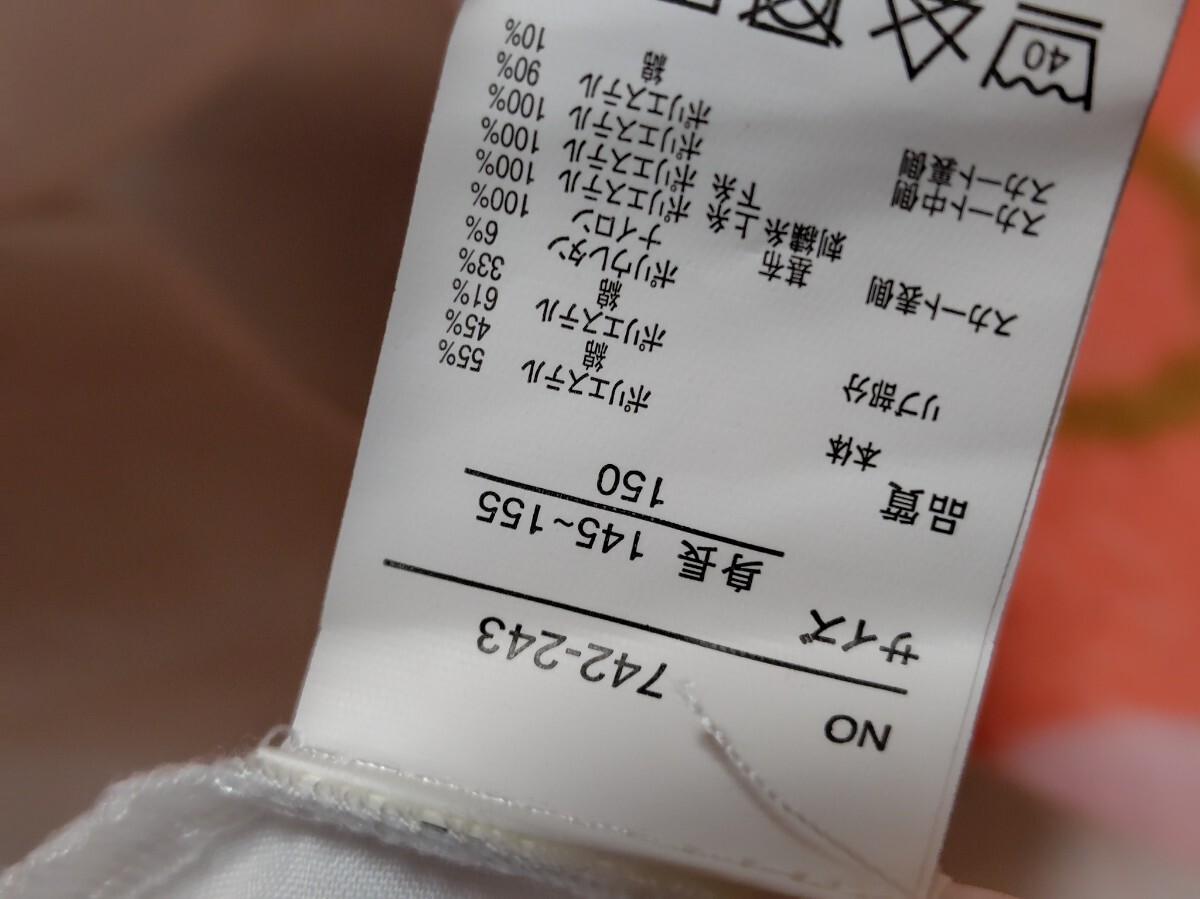 NO 742-243
サイズ 身長 145~155
150
品質
本体 ポリエステル 55%
綿 45%
リブ部分 ポリエステル 61%
綿 33%
ポリウレタン 6%
スカート表側 基布 ナイロン 100%
刺繍糸 上糸 ポリエステル 100%
下糸 ポリエステル 100%
スカート中側 ポリエステル 100%
スカート裏側 ポリエステル 90%
綿 10%
40